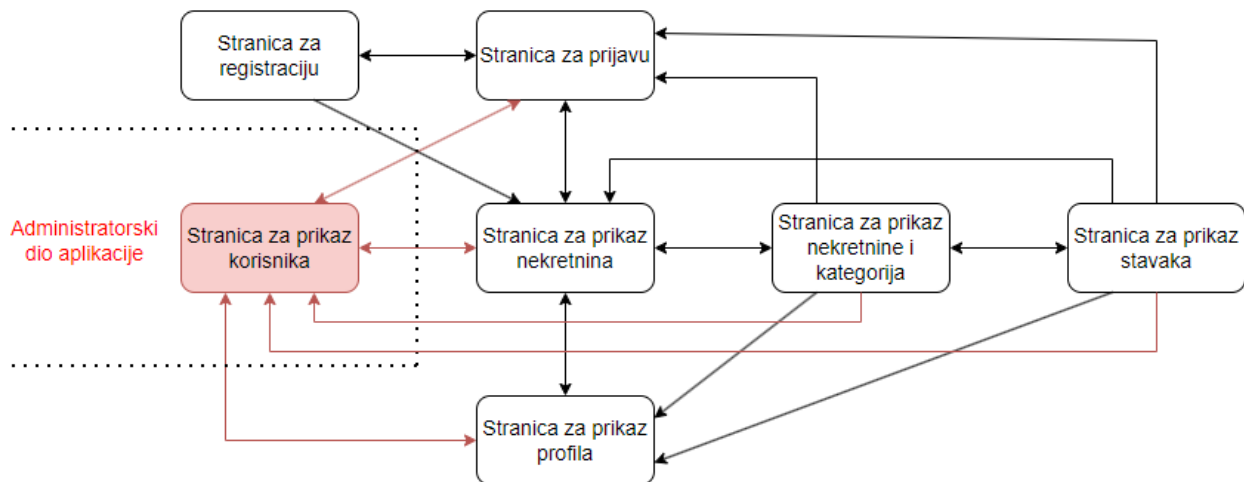 Stranica za
registraciju
Stranica za prijavu
Administratorski
dio aplikacije
Stranica za prikaz
korisnika
Stranica za prikaz
nekretnina
Stranica za prikaz
nekretnine i
kategorija
Stranica za prikaz
stavaka
Stranica za prikaz
profila